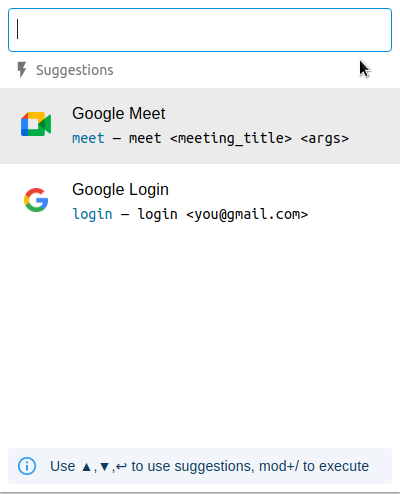 Suggestions
Google Meet
meet — meet <meeting_title> <args>
Google Login
login — login <you@gmail.com>
Use ▲,▼,↩ to use suggestions, mod+/ to execute